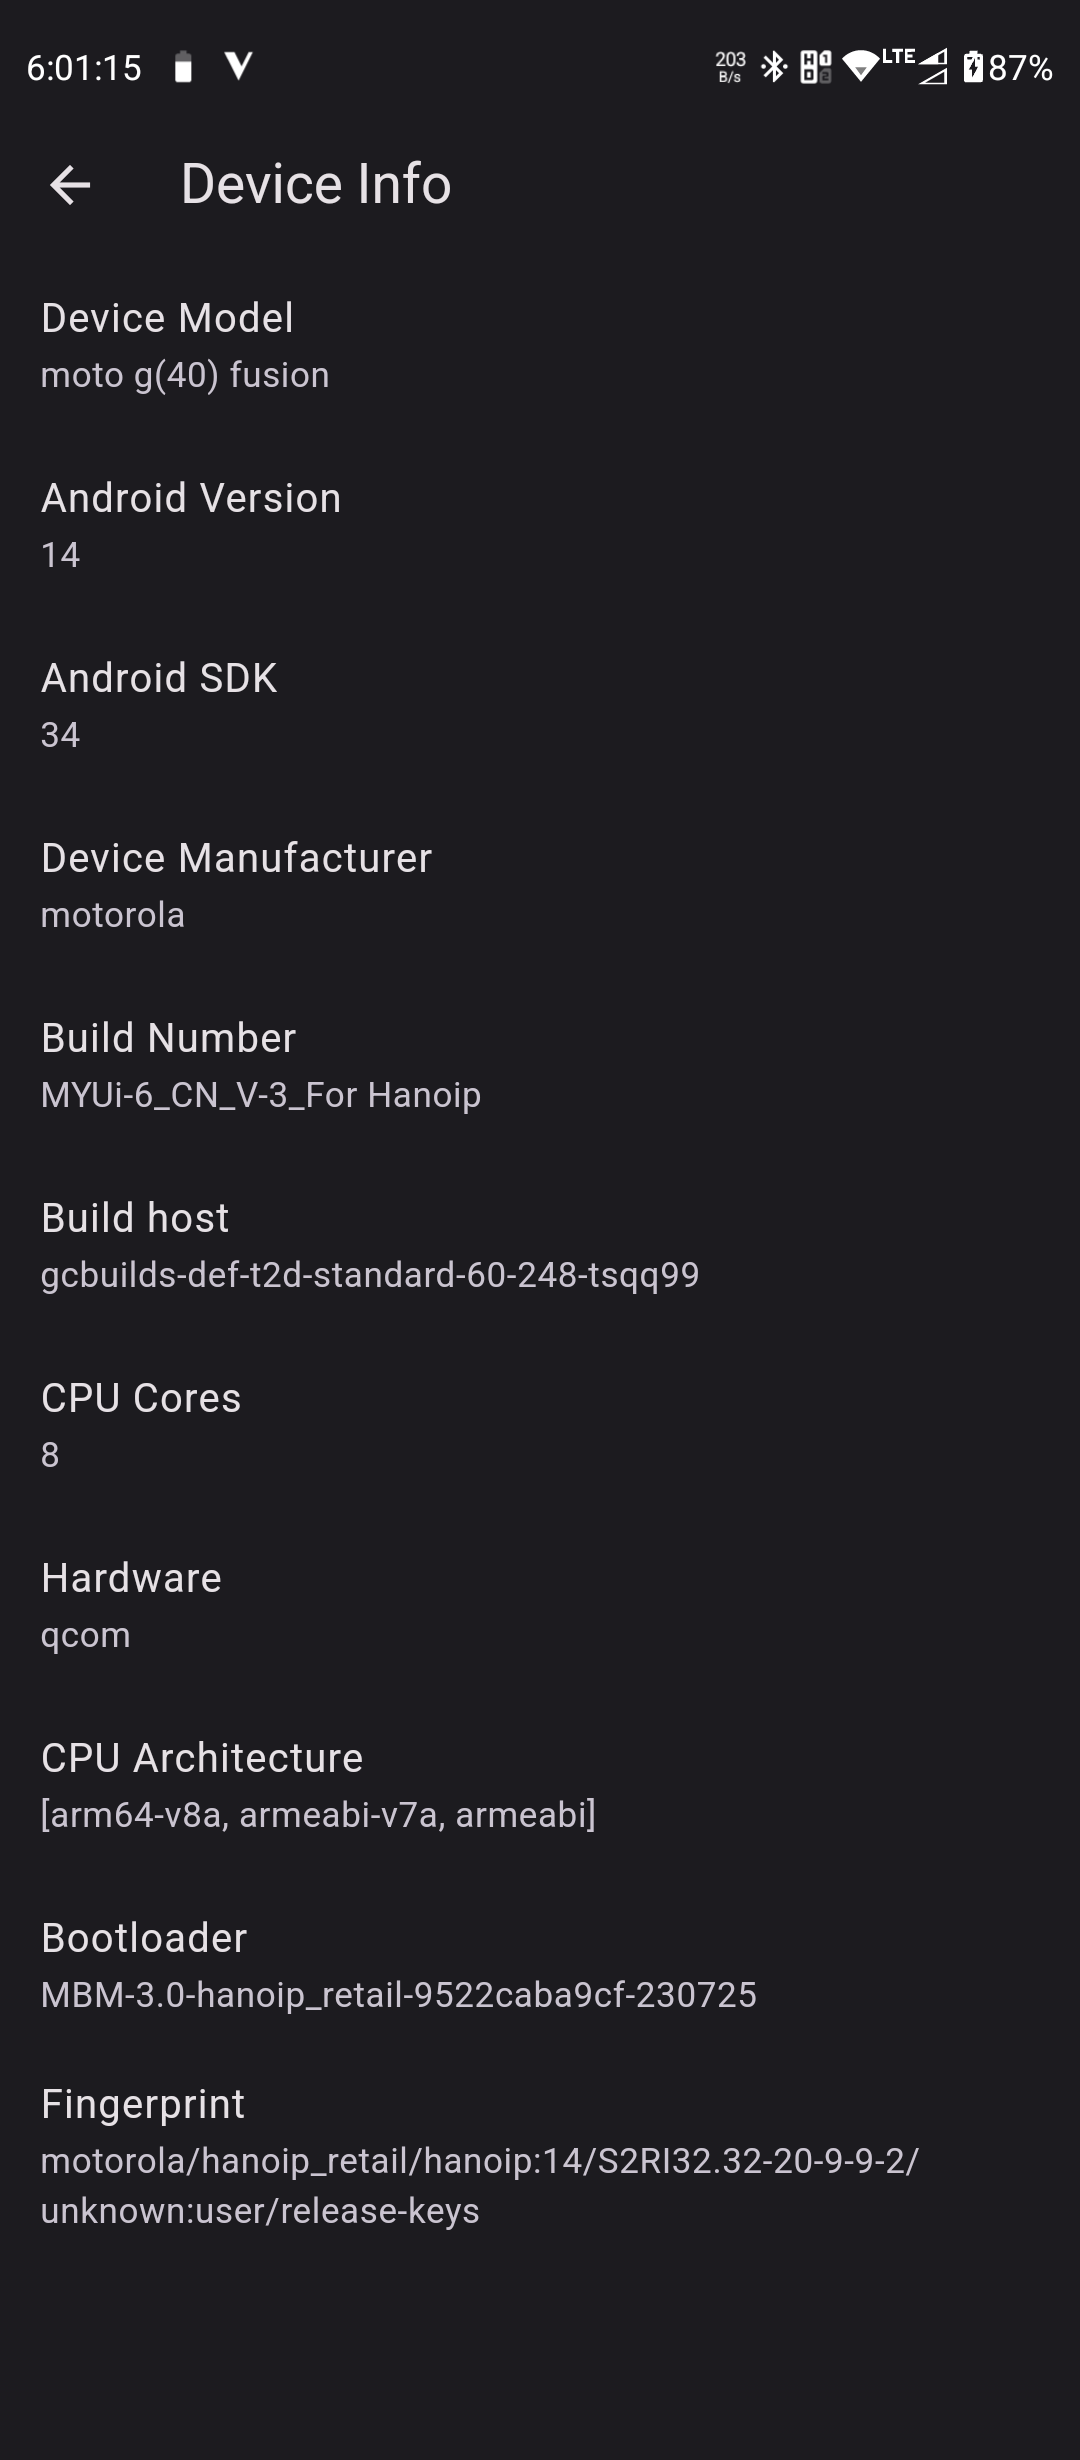 6:01:15
203
B/s
LTE
87%
Device Info
Device Model
moto g(40) fusion
Android Version
14
Android SDK
34
Device Manufacturer
motorola
Build Number
MYUi-6_CN_V-3_For Hanoip
Build host
gcbuilds-def-t2d-standard-60-248-tsqq99
CPU Cores
8
Hardware
qcom
CPU Architecture
[arm64-v8a, armeabi-v7a, armeabi]
Bootloader
MBM-3.0-hanoip_retail-9522caba9cf-230725
Fingerprint
motorola/hanoip_retail/hanoip:14/S2RI32.32-20-9-9-2/
unknown:user/release-keys